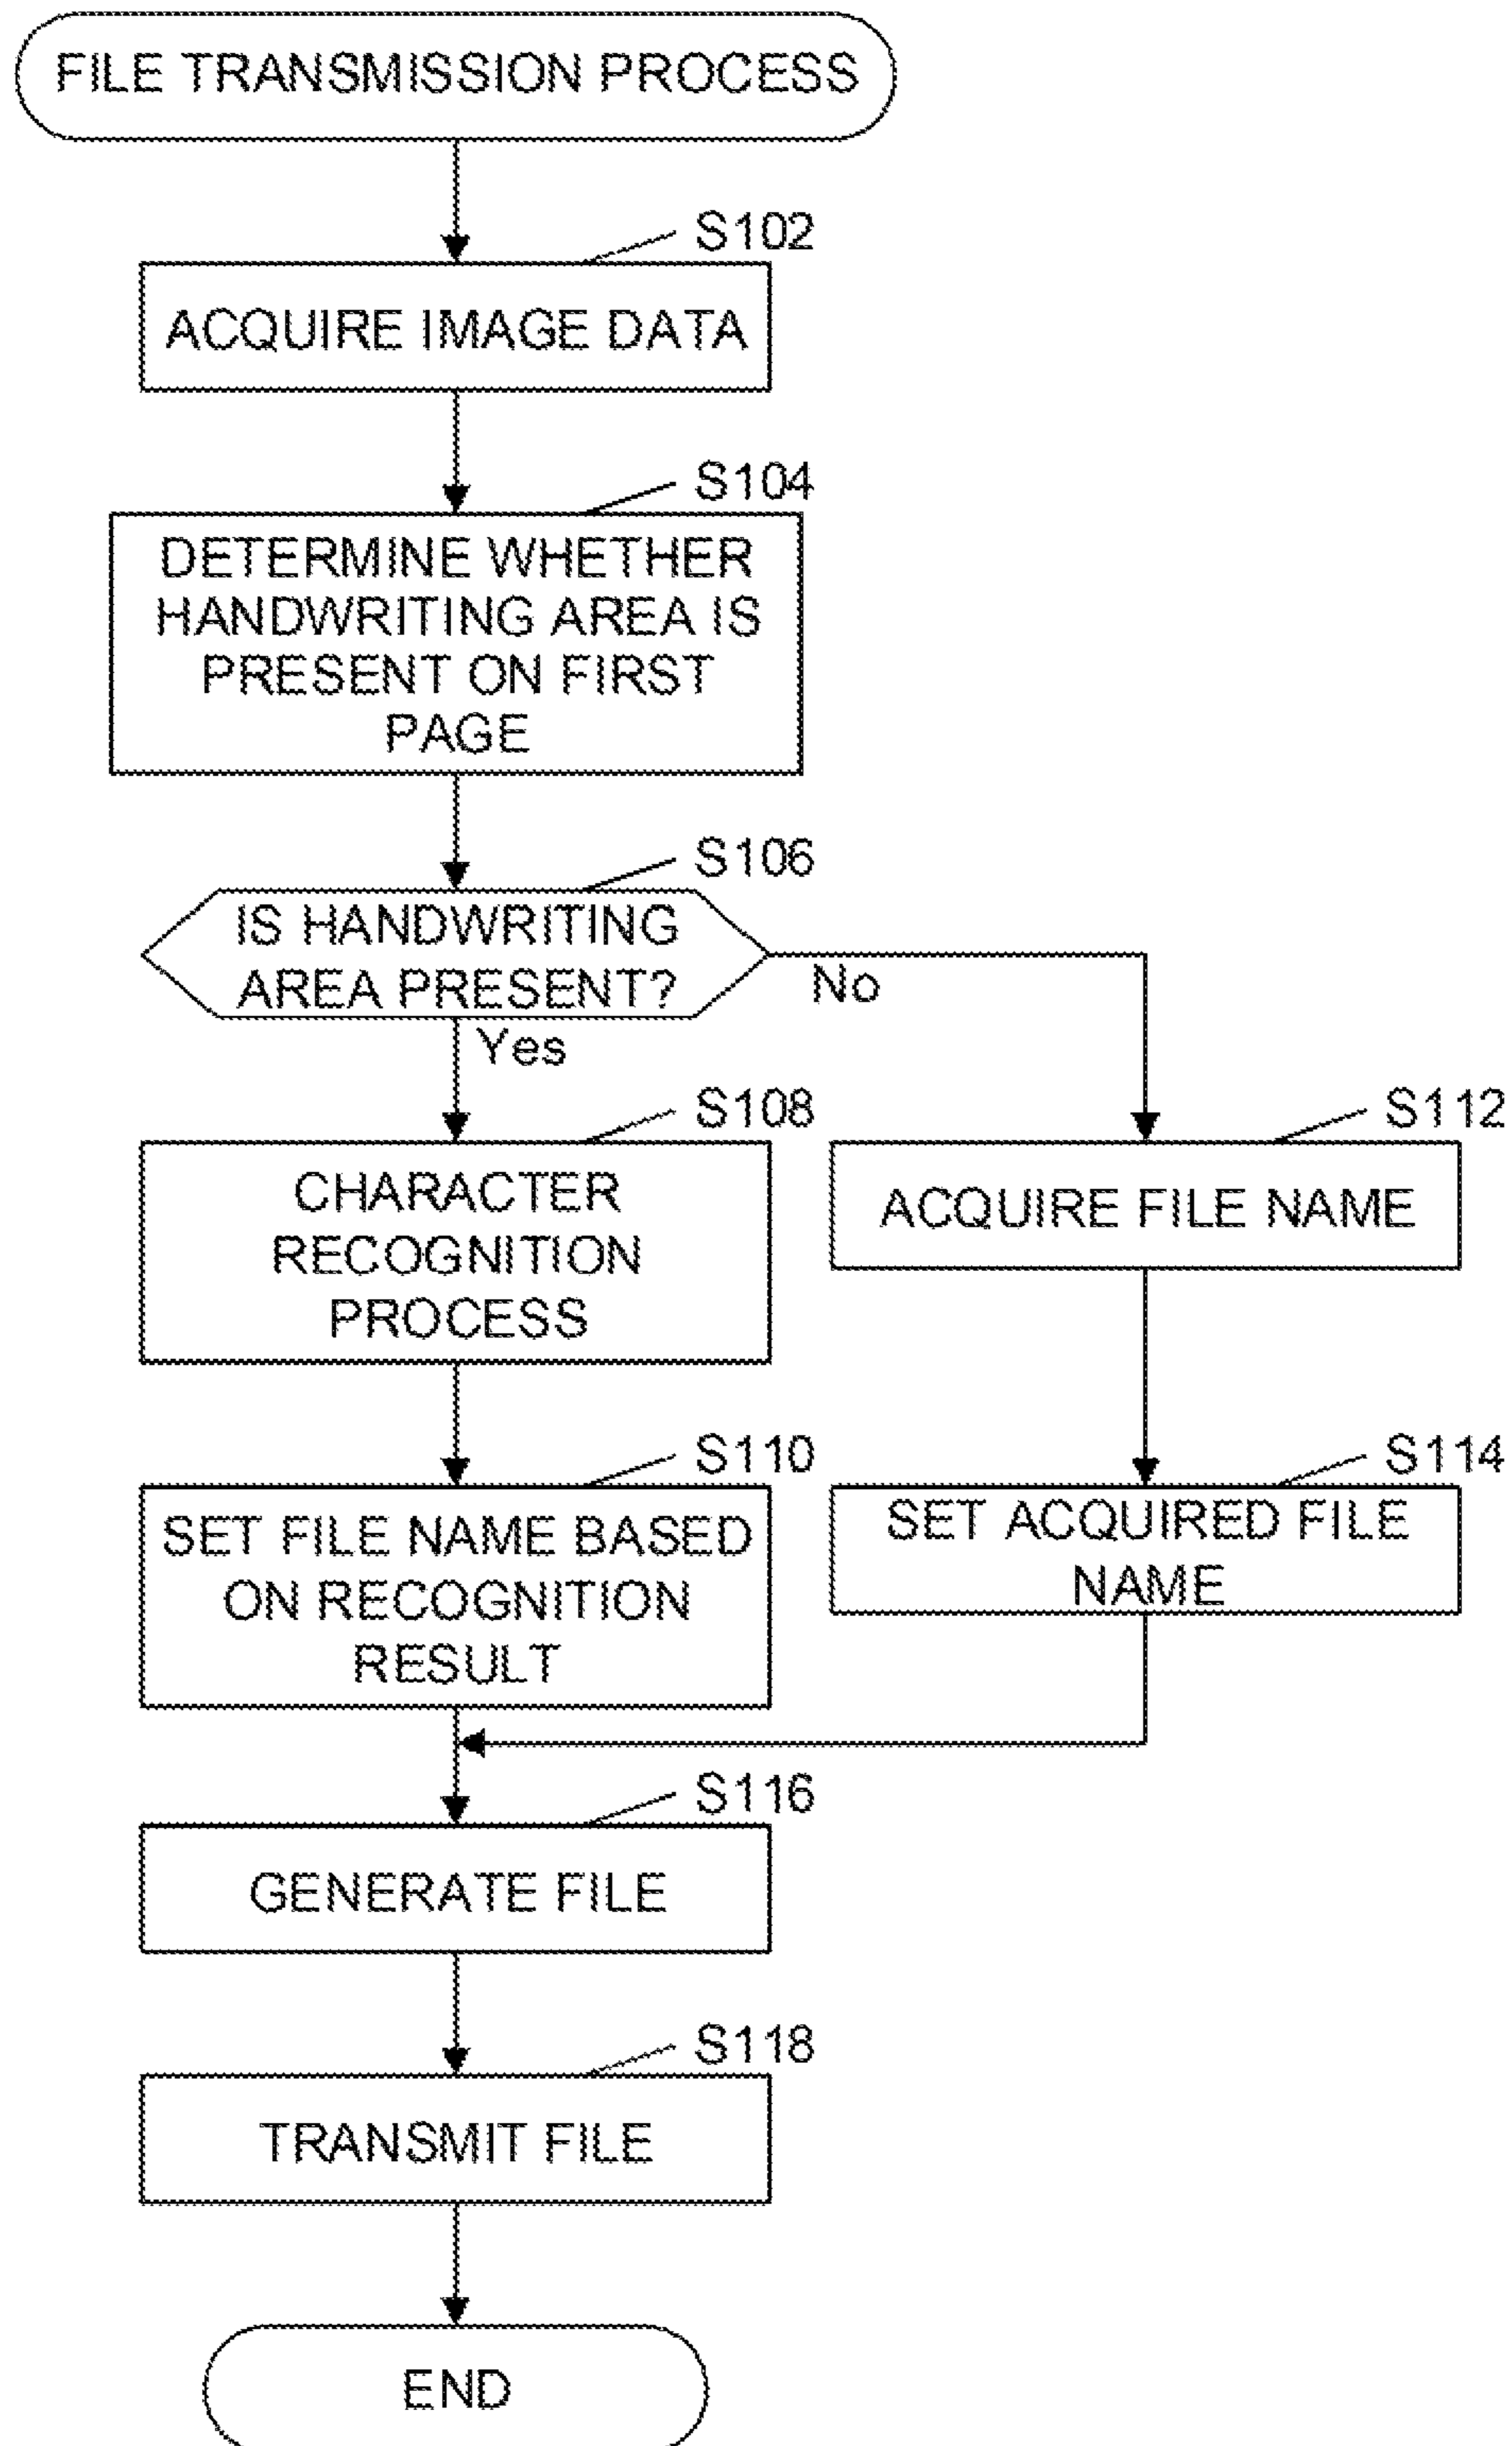 FILE TRANSMISSION PROCESS
S102
ACQUIRE IMAGE DATA
S104
DETERMINE WHETHER
HANDWRITING AREA IS
PRESENT ON FIRST
PAGE
S106
IS HANDWRITING
AREA PRESENT?
No
Yes
S108
CHARACTER
RECOGNITION
PROCESS
S112
ACQUIRE FILE NAME
S110
SET FILE NAME BASED
ON RECOGNITION
RESULT
S114
SET ACQUIRED FILE
NAME
S116
GENERATE FILE
S118
TRANSMIT FILE
END